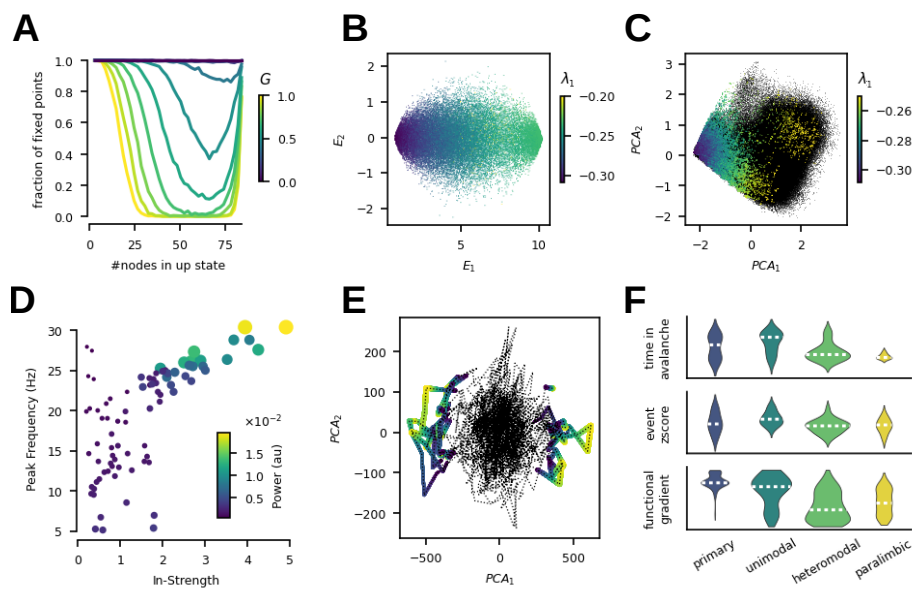 A
B
C
1.0
0.8
0.6
0.4
0.2
0.0
fraction of fixed points
0
25
50
75
#nodes in up state
G
1.0
0.5
0.0
2
1
0
−1
−2
E₂
5
10
E₁
λ₁
−0.20
−0.25
−0.30
3
2
1
0
−1
−2
PCA₂
−2
0
2
PCA₁
λ₁
−0.26
−0.28
−0.30
D
E
F
30
25
20
15
10
5
Peak Frequency (Hz)
0
1
2
3
4
5
In-Strength
×10⁻²
1.5
1.0
0.5
Power (au)
200
100
0
−100
−200
PCA₂
−500
0
500
PCA₁
time in
avalanche
event
zscore
functional
gradient
primary
unimodal
heteromodal
paralimbic